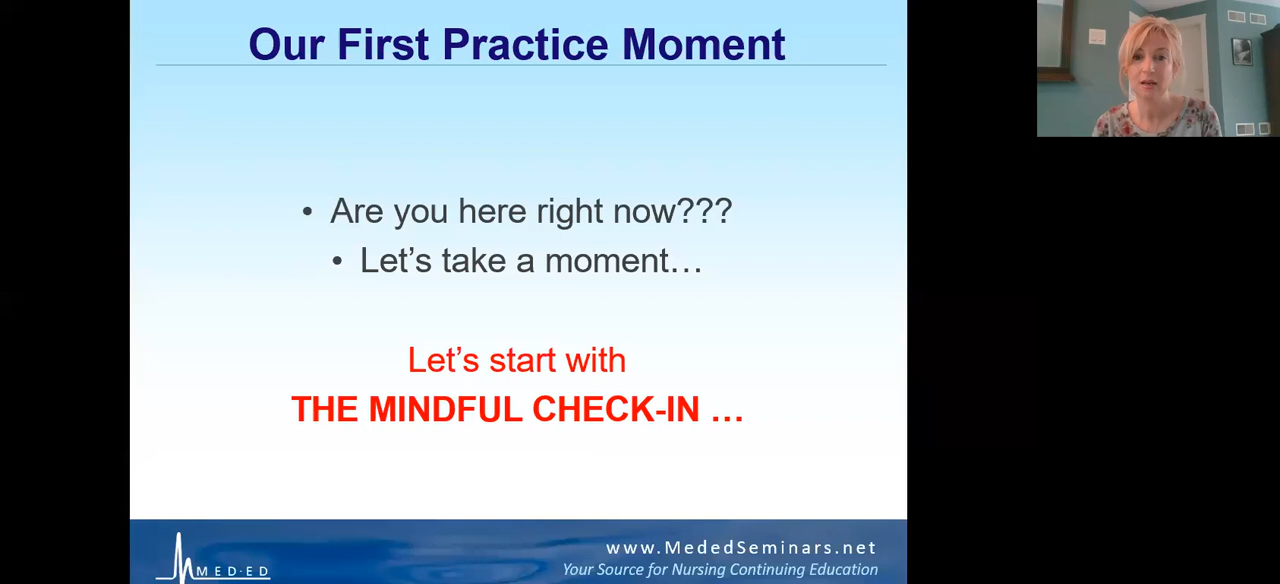 Our First Practice Moment
• Are you here right now???
• Let’s take a moment…
Let’s start with
THE MINDFUL CHECK-IN …
MED-ED
www.MededSeminars.net
Your Source for Nursing Continuing Education